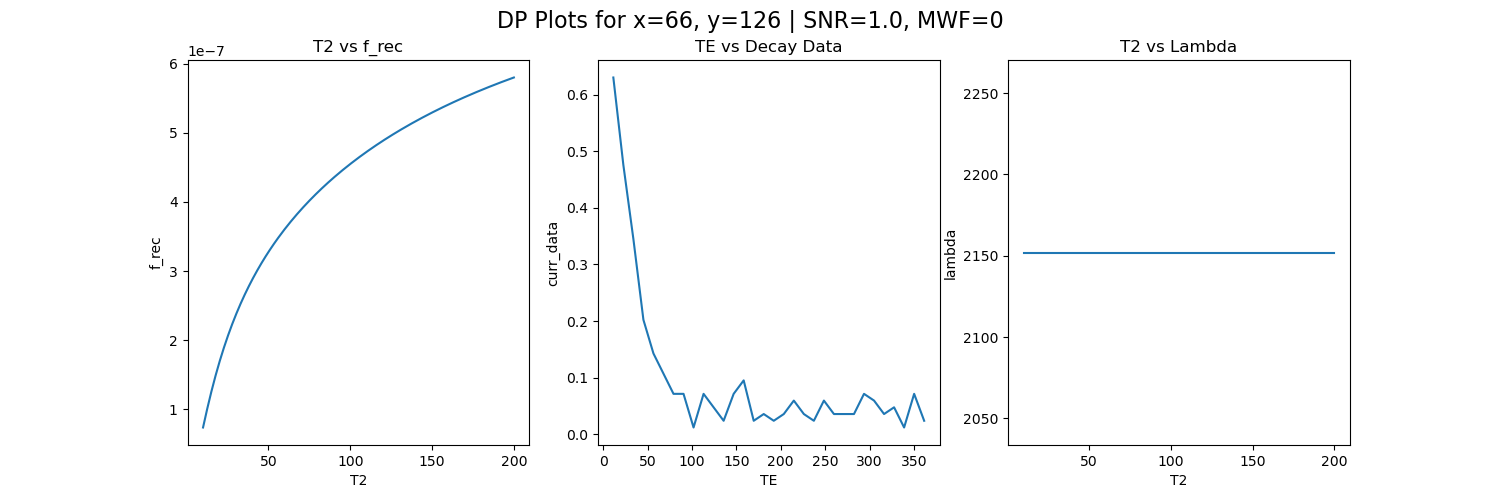 DP Plots for x=66, y=126 | SNR=1.0, MWF=0
T2 vs f_rec
1e−7
6
5
4
3
2
1
f_rec
50 100 150 200
T2
TE vs Decay Data
0.6
0.5
0.4
0.3
0.2
0.1
0.0
curr_data
0 50 100 150 200 250 300 350
TE
T2 vs Lambda
2250
2200
2150
2100
2050
lambda
50 100 150 200
T2